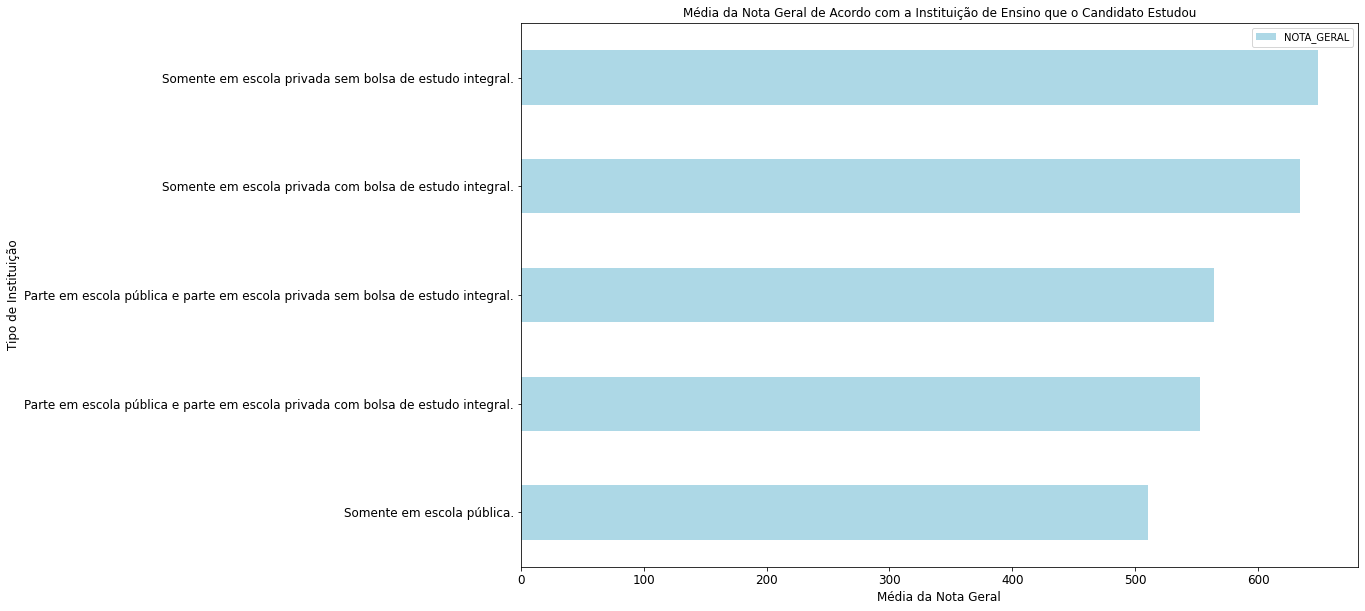 Média da Nota Geral de Acordo com a Instituição de Ensino que o Candidato Estudou
NOTA_GERAL
Somente em escola privada sem bolsa de estudo integral.
Somente em escola privada com bolsa de estudo integral.
Parte em escola pública e parte em escola privada sem bolsa de estudo integral.
Parte em escola pública e parte em escola privada com bolsa de estudo integral.
Somente em escola pública.
Tipo de Instituição
0 100 200 300 400 500 600
Média da Nota Geral